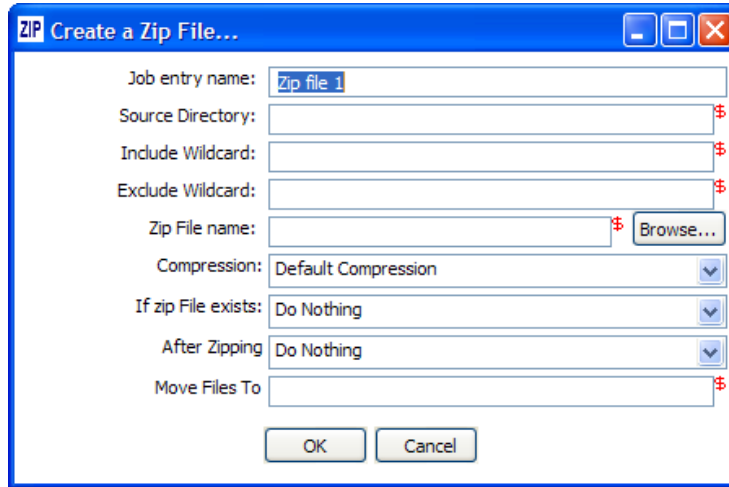 ZIP Create a Zip File...
Job entry name: Zip file 1
Source Directory: $
Include Wildcard: $
Exclude Wildcard: $
Zip File name: $ Browse...
Compression: Default Compression
If zip File exists: Do Nothing
After Zipping Do Nothing
Move Files To $
OK Cancel